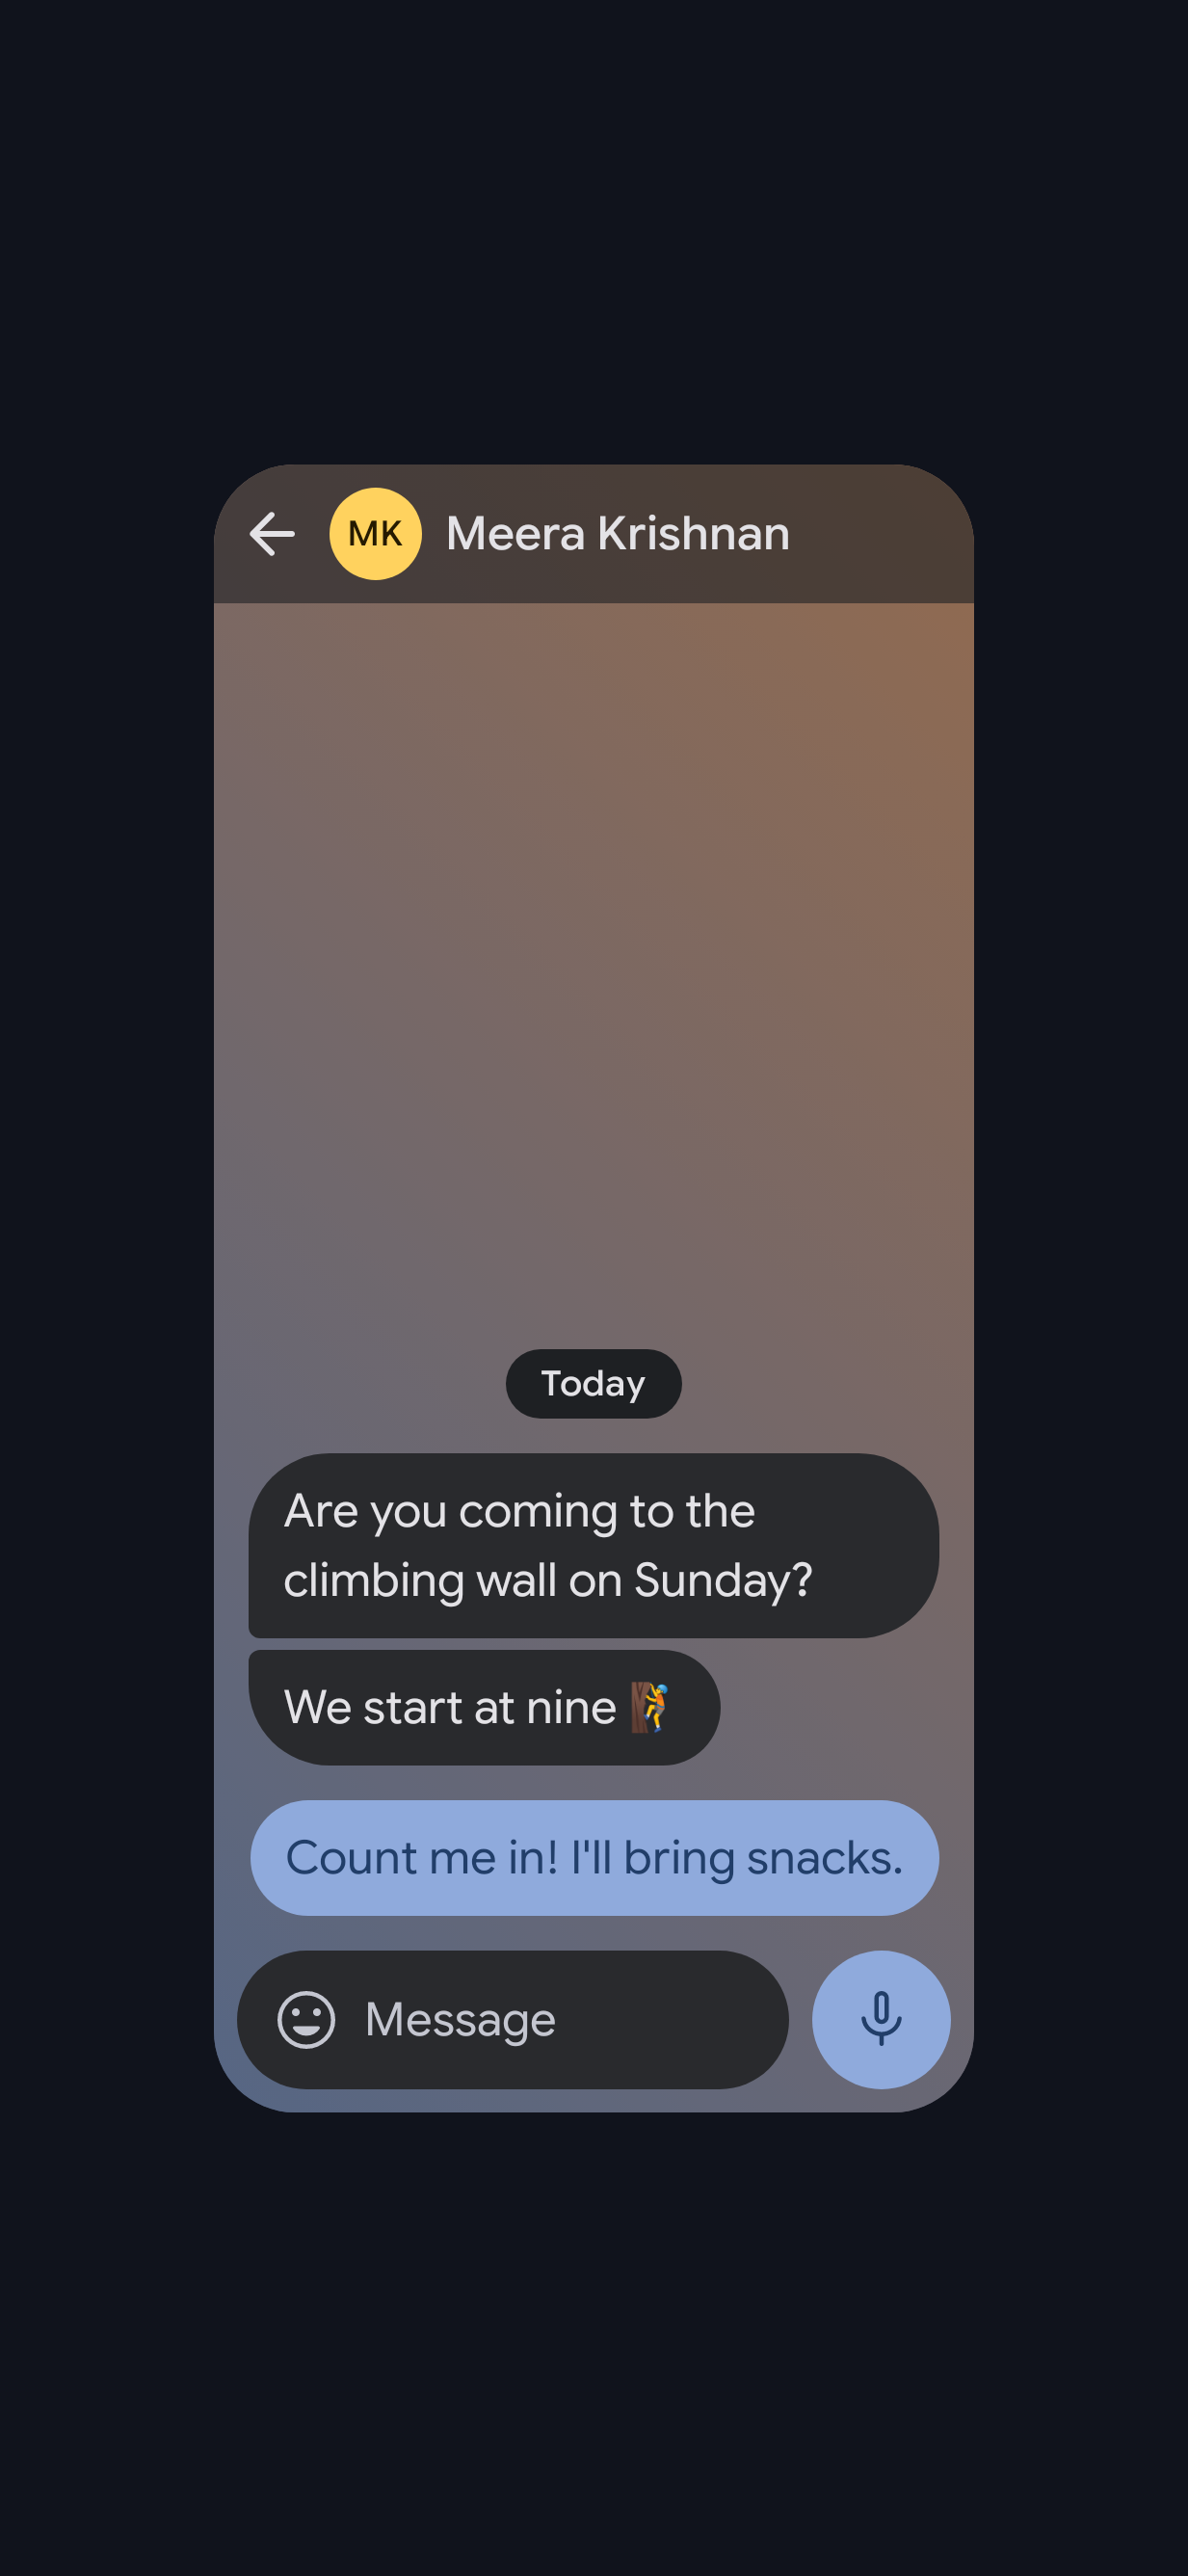 MK
Meera Krishnan
Today
Are you coming to the
climbing wall on Sunday?
We start at nine 🧗
Count me in! I'll bring snacks.
Message